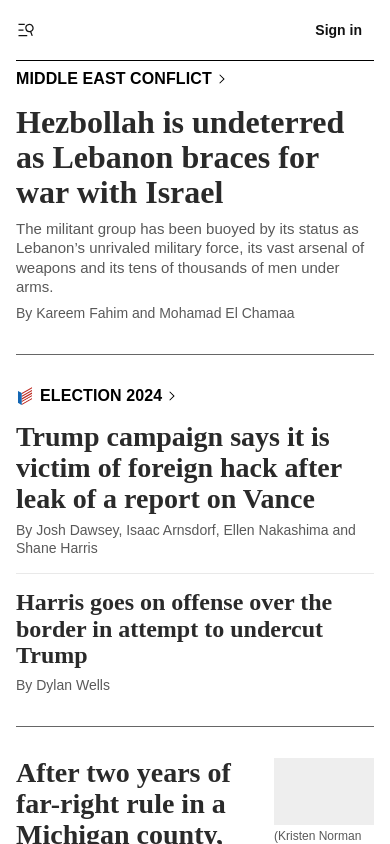 Sign in
MIDDLE EAST CONFLICT
Hezbollah is undeterred
as Lebanon braces for
war with Israel
The militant group has been buoyed by its status as
Lebanon’s unrivaled military force, its vast arsenal of
weapons and its tens of thousands of men under
arms.
By Kareem Fahim and Mohamad El Chamaa
ELECTION 2024
Trump campaign says it is
victim of foreign hack after
leak of a report on Vance
By Josh Dawsey, Isaac Arnsdorf, Ellen Nakashima and
Shane Harris
Harris goes on offense over the
border in attempt to undercut
Trump
By Dylan Wells
After two years of
far-right rule in a
Michigan county,
(Kristen Norman